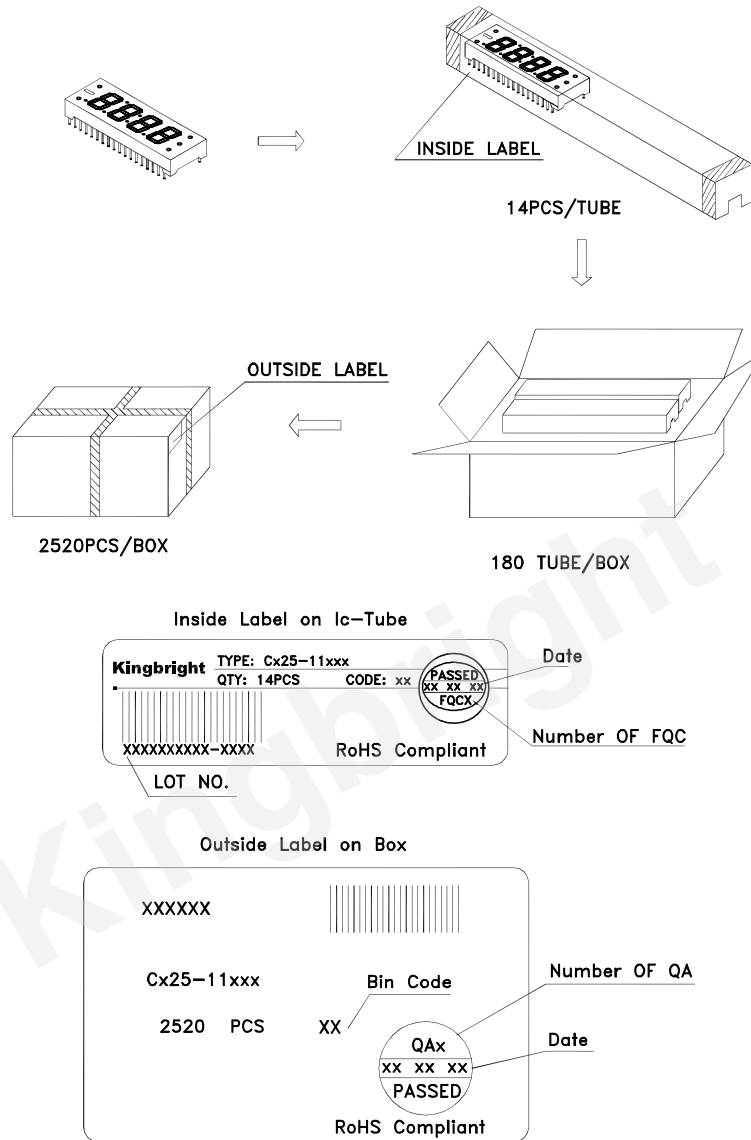 INSIDE LABEL
14PCS/TUBE
OUTSIDE LABEL
2520PCS/BOX
180 TUBE/BOX
Inside Label on Ic-Tube
Kingbright
TYPE: Cx25-11xxx
QTY: 14PCS CODE: xx
PASSED
xx xx xx
FQCX
Date
Number OF FQC
XXXXXXXXXX-XXXX
RoHS Compliant
LOT NO.
Outside Label on Box
XXXXXX
Cx25-11xxx
Bin Code
2520 PCS XX
Number OF QA
QAx
Date
xx xx xx
PASSED
RoHS Compliant
Kingbright